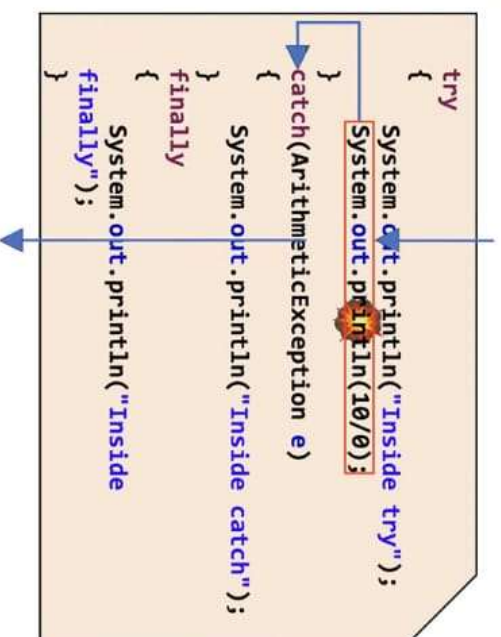 try
{
System.out.println("Inside try");
System.out.println(10/0);
}
catch(ArithmeticException e)
{
System.out.println("Inside catch");
}
finally
{
System.out.println("Inside
finally");
}